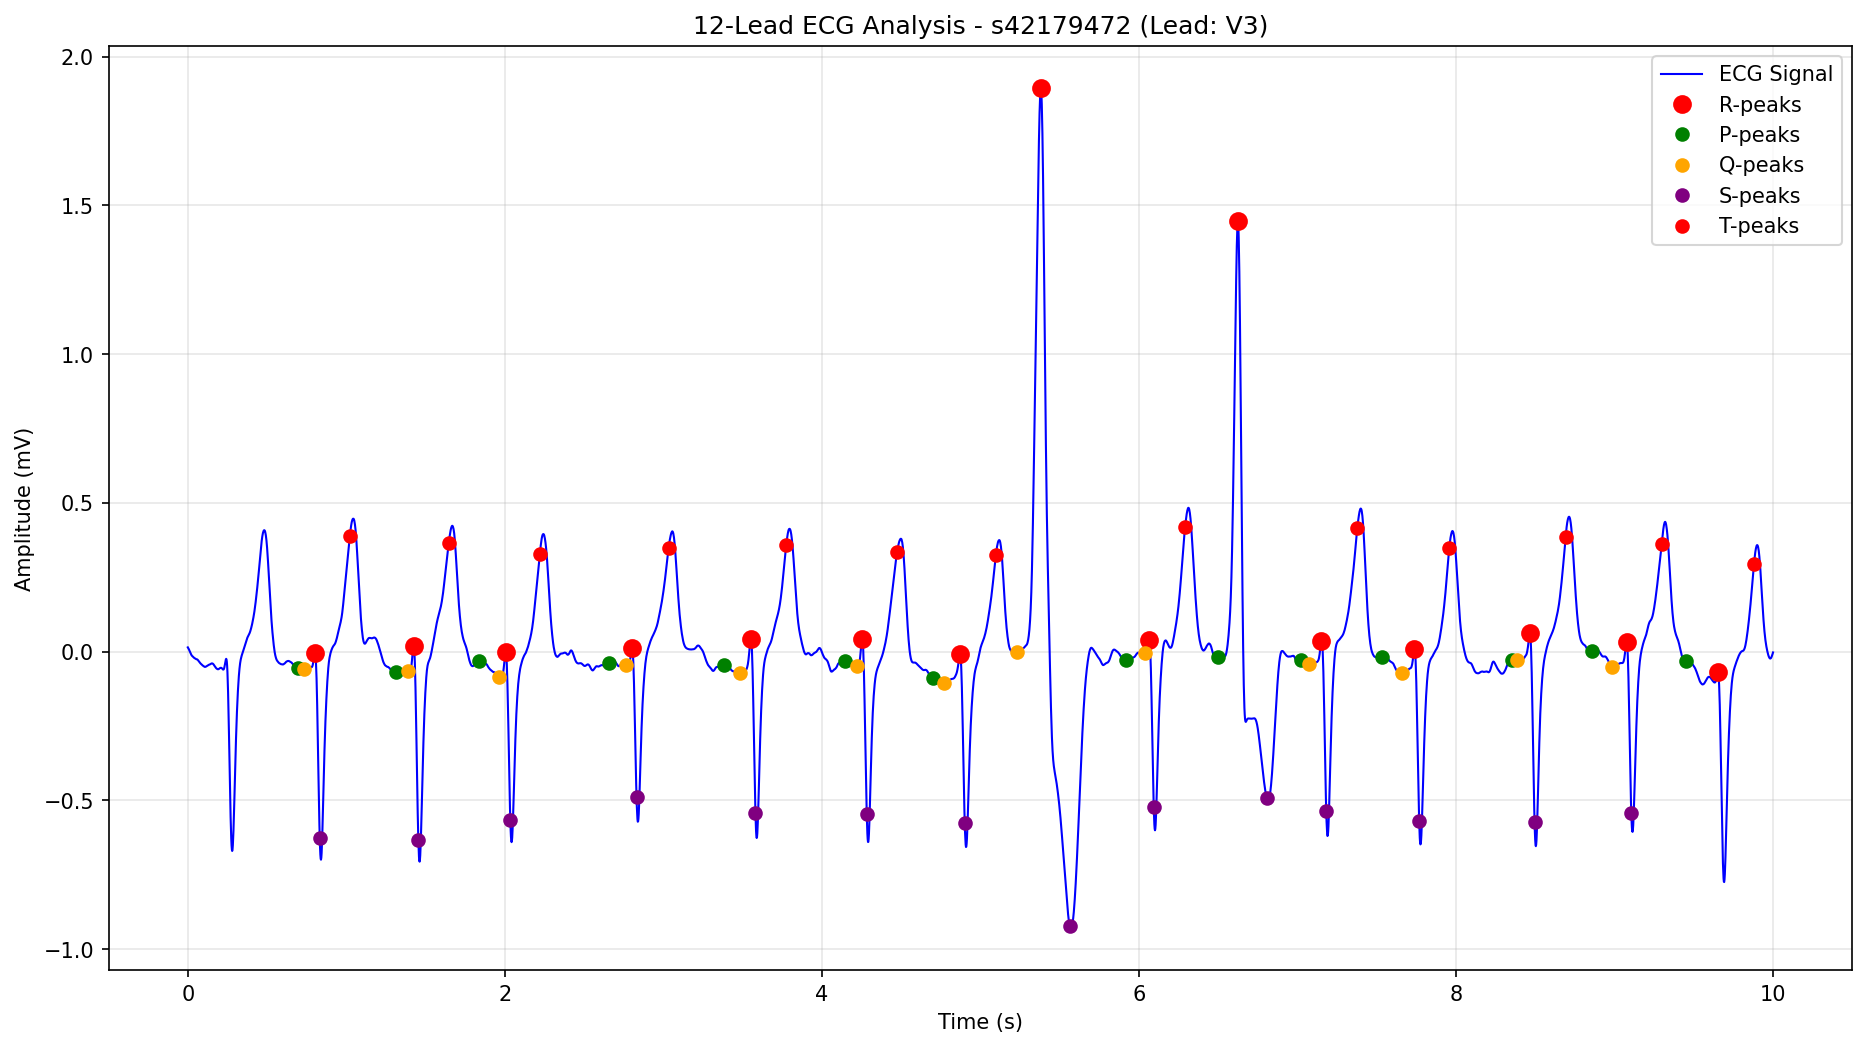 12-Lead ECG Analysis - s42179472 (Lead: V3)
ECG Signal
R-peaks
P-peaks
Q-peaks
S-peaks
T-peaks
Amplitude (mV)
2.0
1.5
1.0
0.5
0.0
−0.5
−1.0
0 2 4 6 8 10
Time (s)